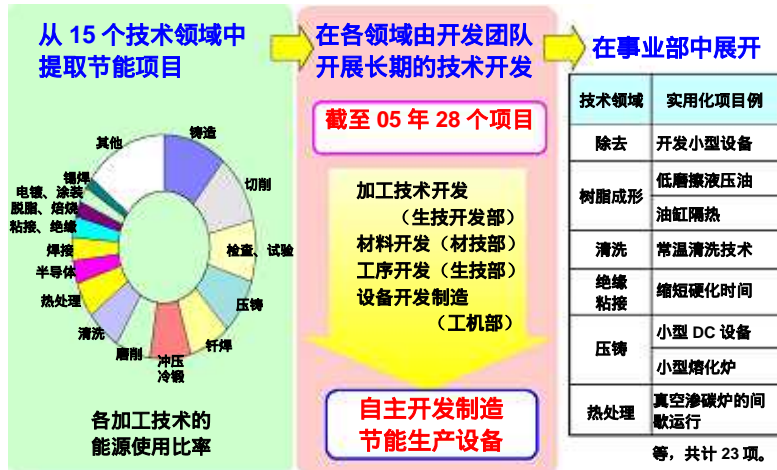 从 15 个技术领域中
提取节能项目
铸造
切削
检查、试验
压铸
钎焊
冲压
冷锻
磨削
清洗
热处理
半导体
焊接
粘接、绝缘
脱脂、焙烧
电镀、涂装
锡焊
其他
各加工技术的
能源使用比率
在各领域由开发团队
开展长期的技术开发
截至 05 年 28 个项目
加工技术开发
（生技开发部）
材料开发（材技部）
工序开发（生技部）
设备开发制造
（工机部）
自主开发制造
节能生产设备
在事业部中展开
技术领域 实用化项目例
除去 开发小型设备
树脂成形 低磨擦液压油
油缸隔热
清洗 常温清洗技术
绝缘
粘接 缩短硬化时间
压铸 小型 DC 设备
小型熔化炉
热处理 真空渗碳炉的间
歇运行
等，共计 23 项。